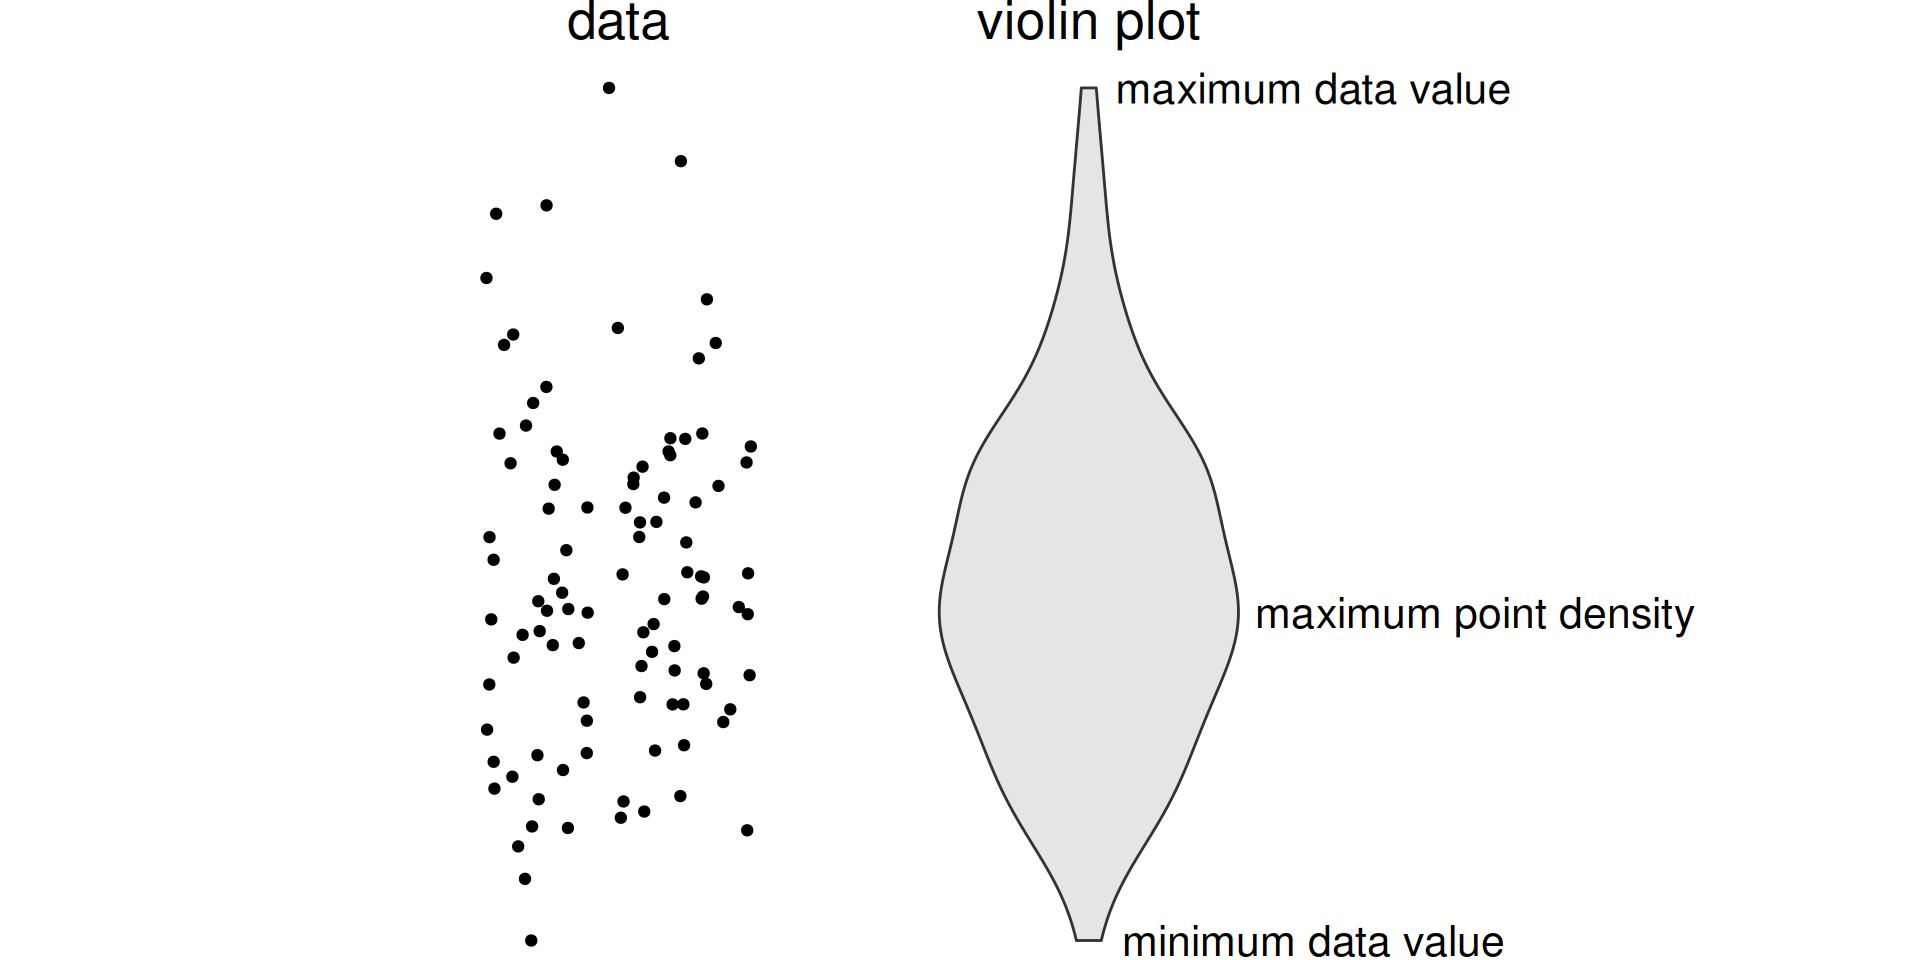 data
violin plot
maximum data value
maximum point density
minimum data value